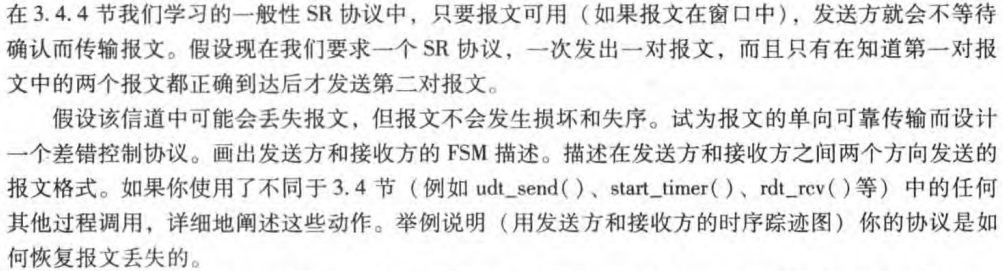 在 3.4.4 节我们学习的一般性 SR 协议中，只要报文可用（如果报文在窗口中），发送方就会不等待
确认而传输报文。假设现在我们要求一个 SR 协议，一次发出一对报文，而且只有在知道第一对报
文中的两个报文都正确到达后才发送第二对报文。
假设该信道中可能会丢失报文，但报文不会发生损坏和失序。试为报文的单向可靠传输而设计
一个差错控制协议。画出发送方和接收方的 FSM 描述。描述在发送方和接收方之间两个方向发送的
报文格式。如果你使用了不同于 3.4 节（例如 udt_send( )、start_timer( )、rdt_rcv( )等）中的任何
其他过程调用，详细地阐述这些动作。举例说明（用发送方和接收方的时序踪迹图）你的协议是如
何恢复报文丢失的。